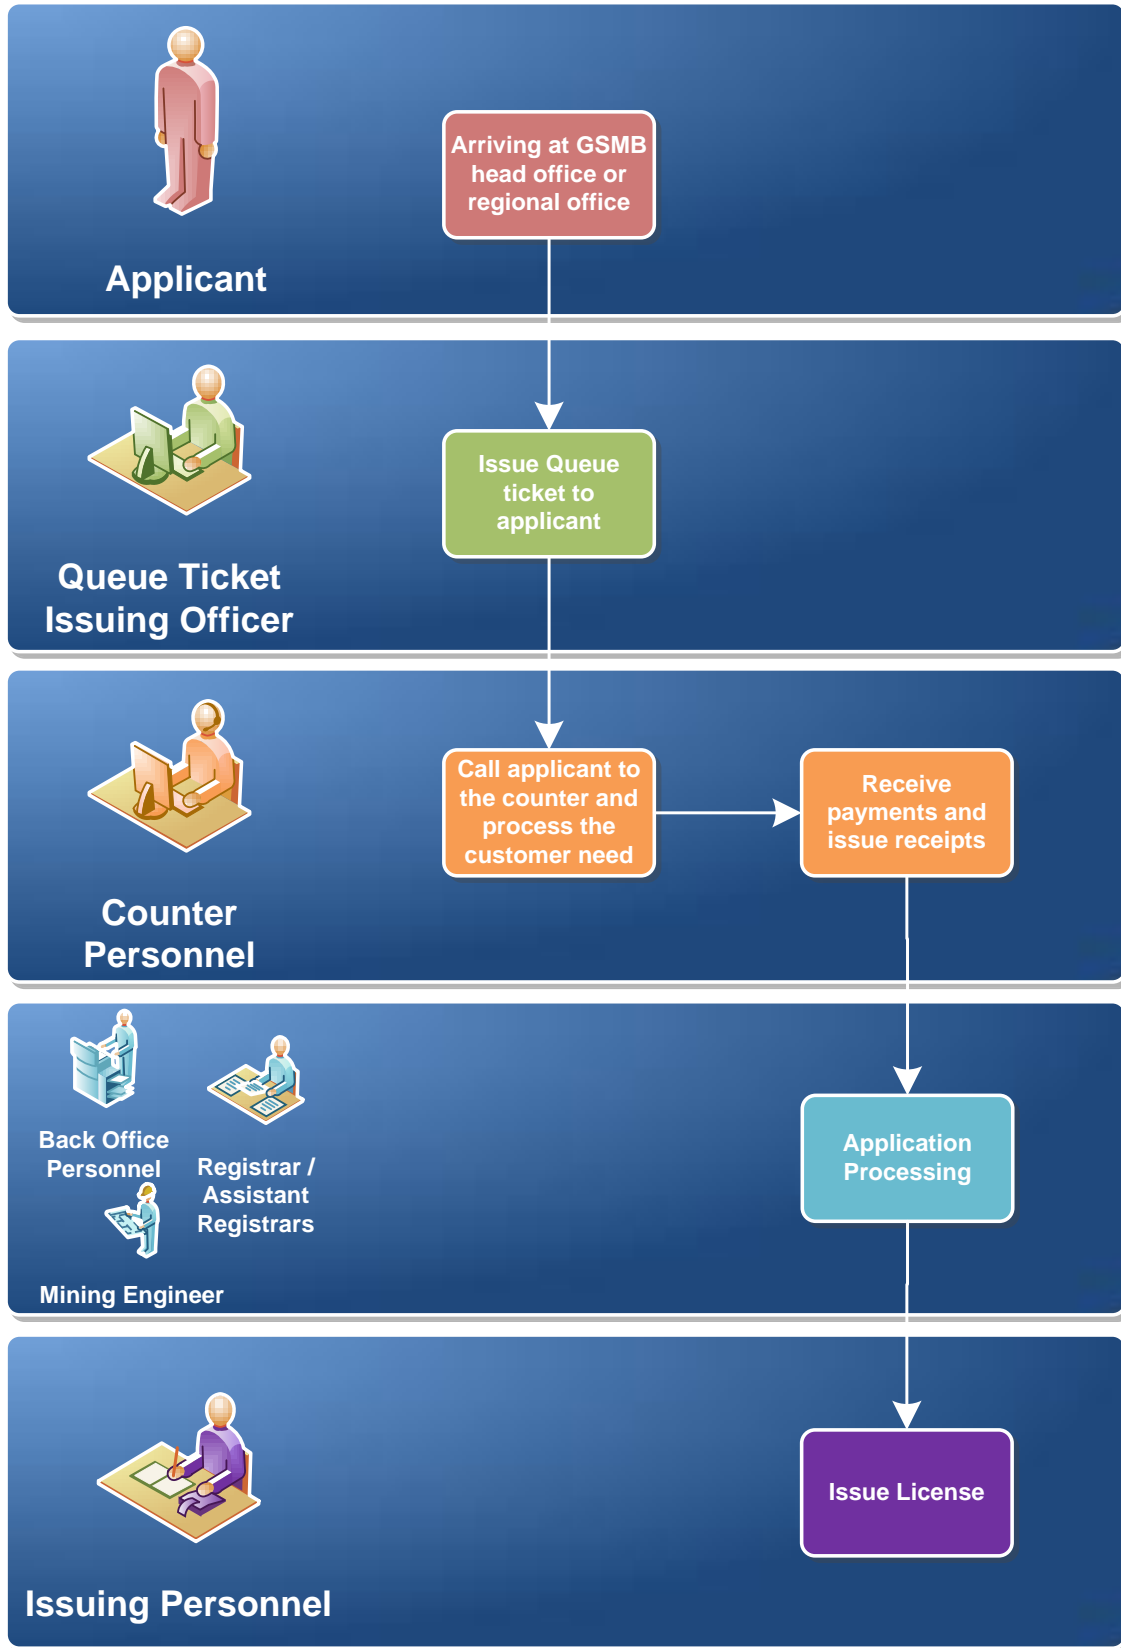 Arriving at GSMB
head office or
regional office
Applicant
Issue Queue
ticket to
applicant
Queue Ticket
Issuing Officer
Call applicant to
the counter and
process the
customer need
Receive
payments and
issue receipts
Counter
Personnel
Back Office
Personnel
Registrar /
Assistant
Registrars
Mining Engineer
Application
Processing
Issue License
Issuing Personnel